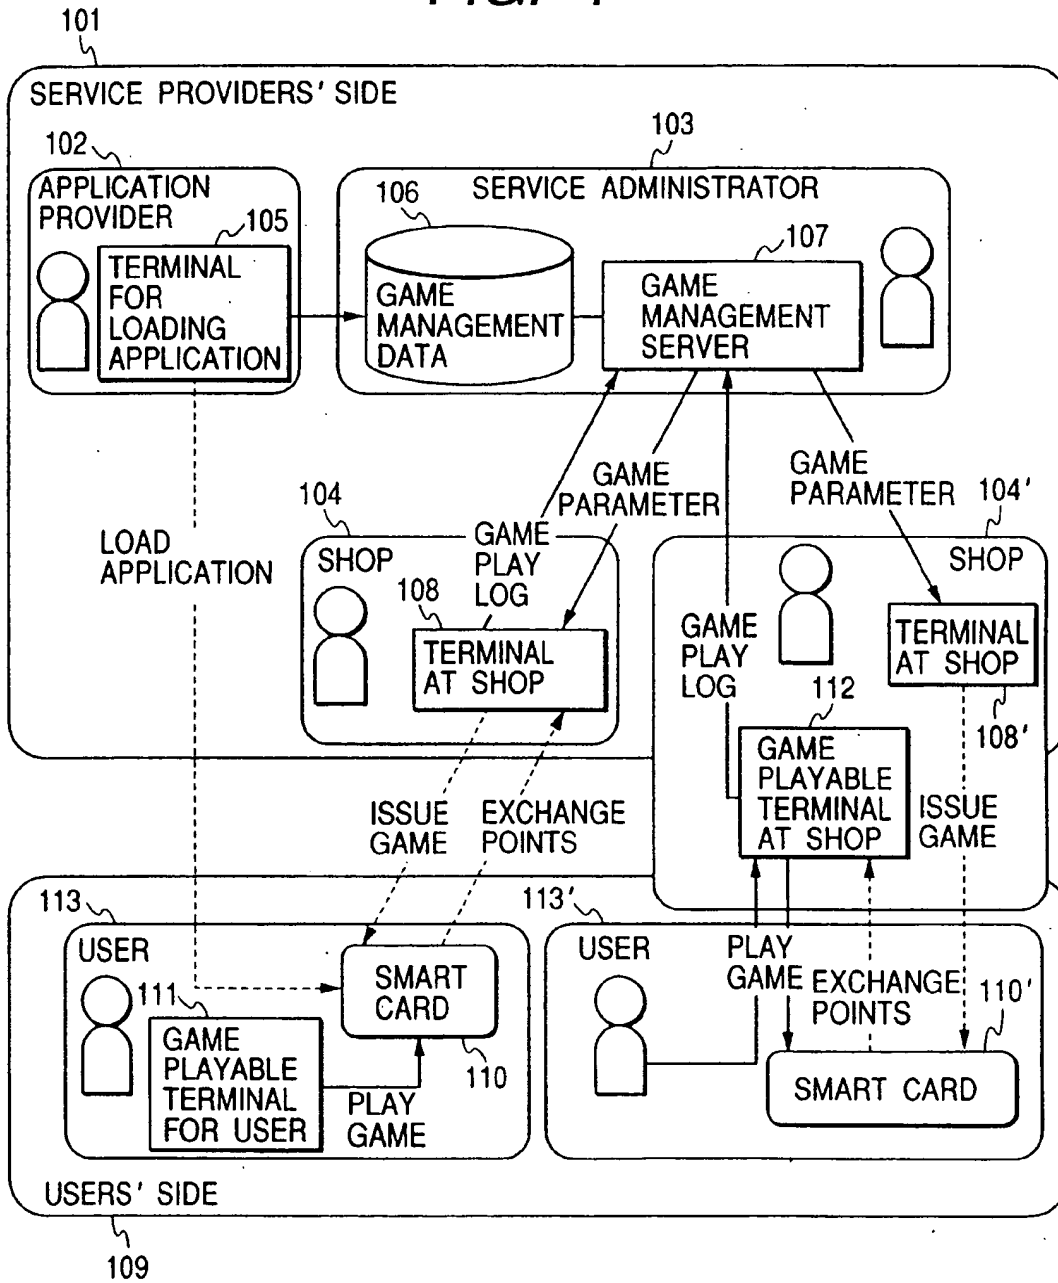 101
SERVICE PROVIDERS' SIDE
102
103
APPLICATION
PROVIDER
105
TERMINAL
FOR
LOADING
APPLICATION
SERVICE ADMINISTRATOR
106
107
GAME
MANAGEMENT
DATA
GAME
MANAGEMENT
SERVER
LOAD
APPLICATION
104
SHOP
108
TERMINAL
AT SHOP
GAME
PLAY
LOG
GAME
PARAMETER
GAME
PARAMETER
104'
SHOP
TERMINAL
AT SHOP
108'
GAME
PLAY
LOG
112
GAME
PLAYABLE
TERMINAL
AT SHOP
ISSUE
GAME
EXCHANGE
POINTS
ISSUE
GAME
113
USER
111
GAME
PLAYABLE
TERMINAL
FOR USER
SMART
CARD
110
PLAY
GAME
113'
USER
PLAY
GAME
EXCHANGE
POINTS
110'
SMART CARD
USERS' SIDE
109